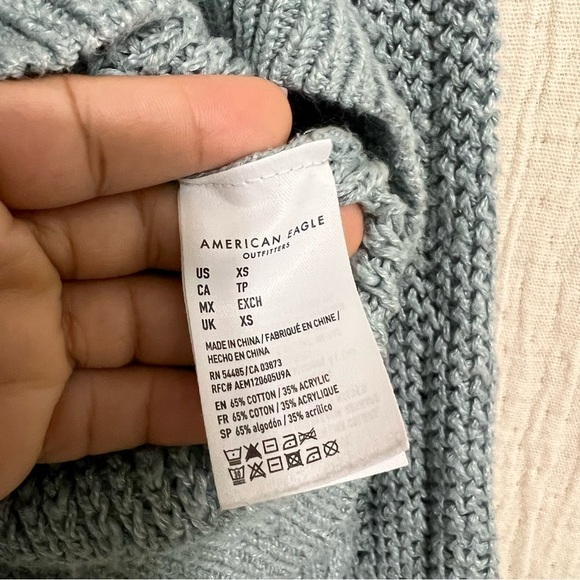 AMERICAN EAGLE
OUTFITTERS
US XS
CA TP
MX EXCH
UK XS
MADE IN CHINA / FABRIQUÉ EN CHINE /
HECHO EN CHINA
RN 54485 / CA 03873
RFC# AEM120605U9A
EN 65% COTTON / 35% ACRYLIC
FR 65% COTON / 35% ACRYLIQUE
SP 65% algodón / 35% acrílico